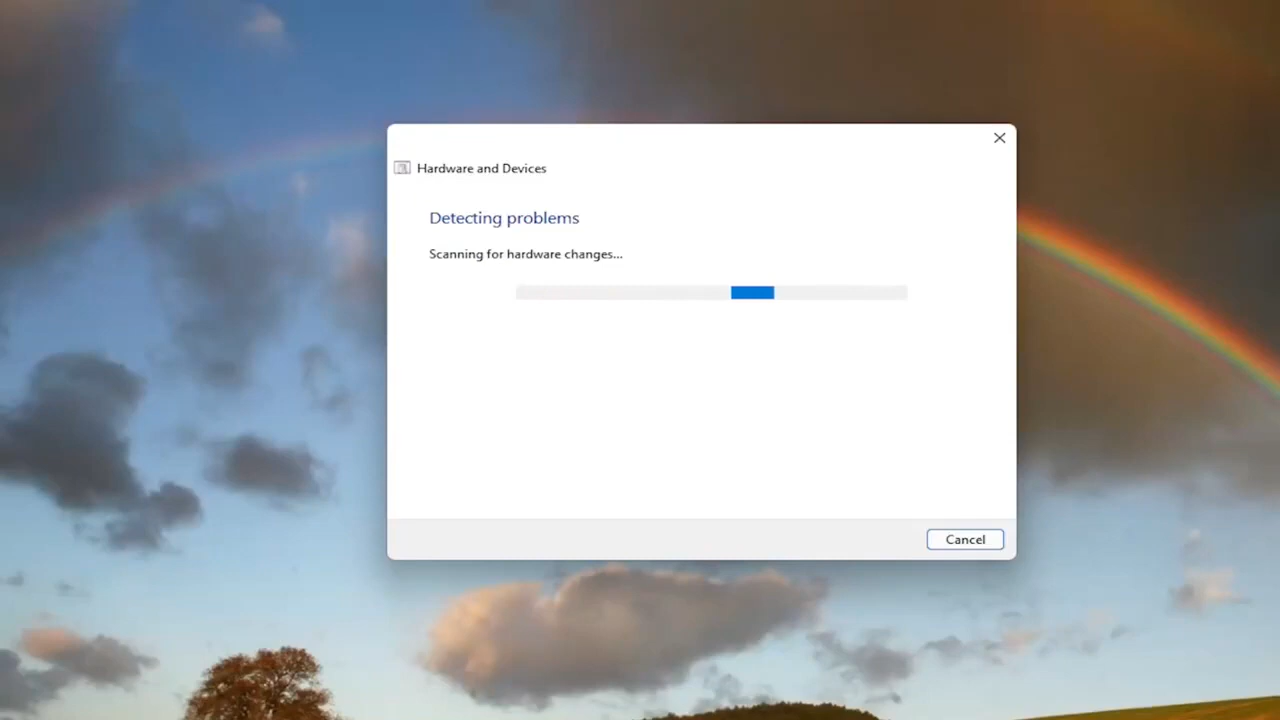 Hardware and Devices
Detecting problems
Scanning for hardware changes...
Cancel